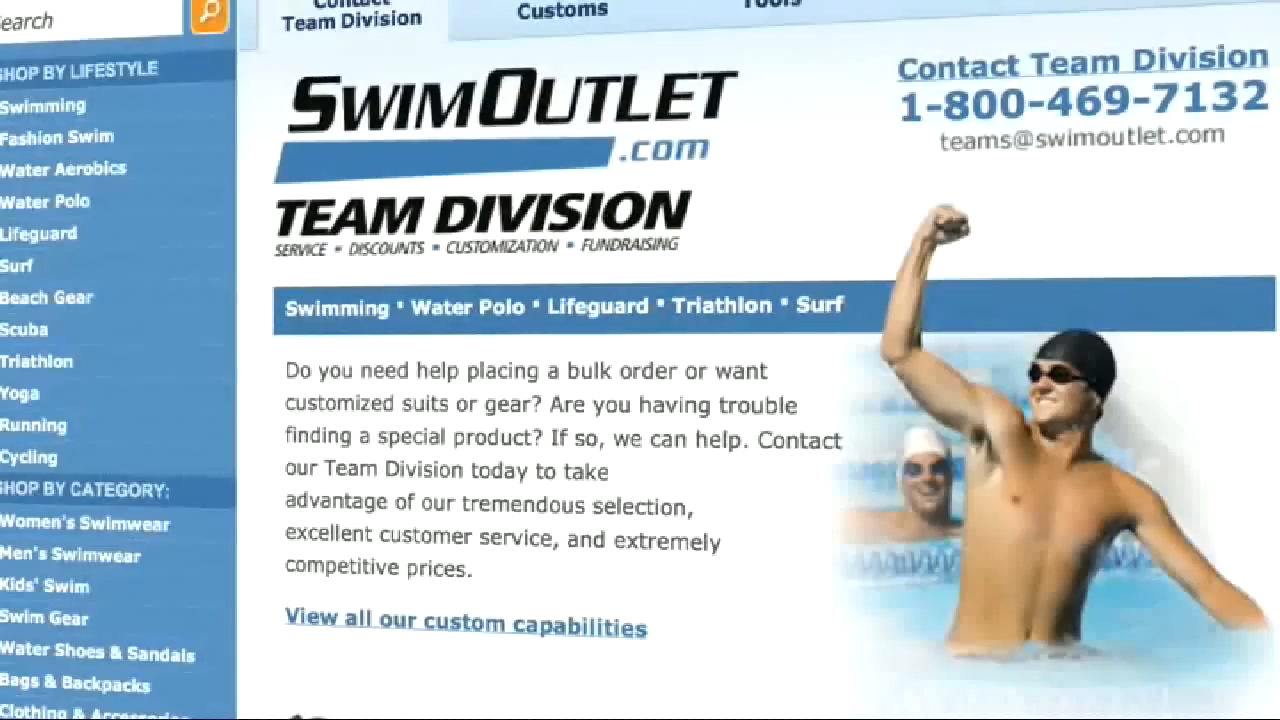 Search
Contact
Team Division
Customs
Tools
SHOP BY LIFESTYLE
Swimming
Fashion Swim
Water Aerobics
Water Polo
Lifeguard
Surf
Beach Gear
Scuba
Triathlon
Yoga
Running
Cycling
SHOP BY CATEGORY:
Women's Swimwear
Men's Swimwear
Kids' Swim
Swim Gear
Water Shoes & Sandals
Bags & Backpacks
Clothing & Accessories
SWIMOUTLET
.com
TEAM DIVISION
SERVICE • DISCOUNTS • CUSTOMIZATION • FUNDRAISING
Contact Team Division
1-800-469-7132
teams@swimoutlet.com
Swimming * Water Polo * Lifeguard * Triathlon * Surf
Do you need help placing a bulk order or want
customized suits or gear? Are you having trouble
finding a special product? If so, we can help. Contact
our Team Division today to take
advantage of our tremendous selection,
excellent customer service, and extremely
competitive prices.
View all our custom capabilities